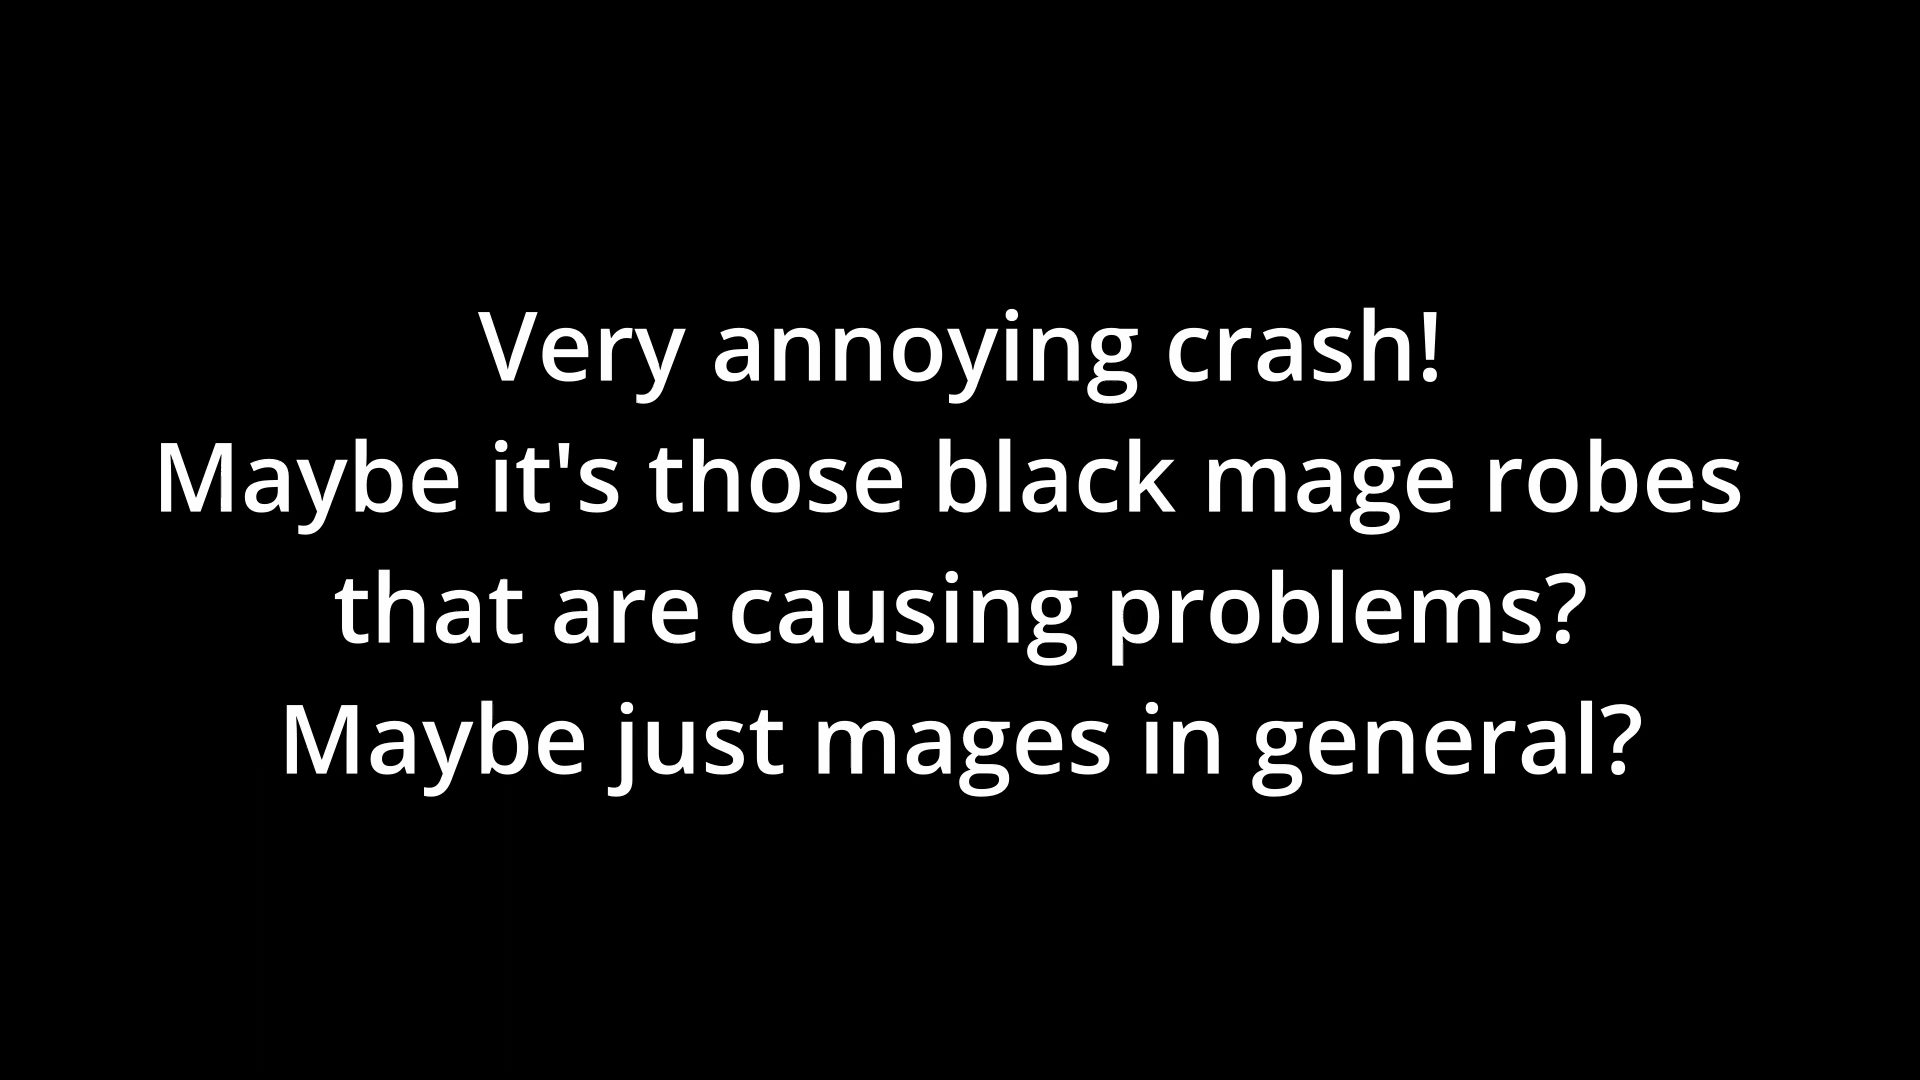 Very annoying crash!
Maybe it's those black mage robes
that are causing problems?
Maybe just mages in general?